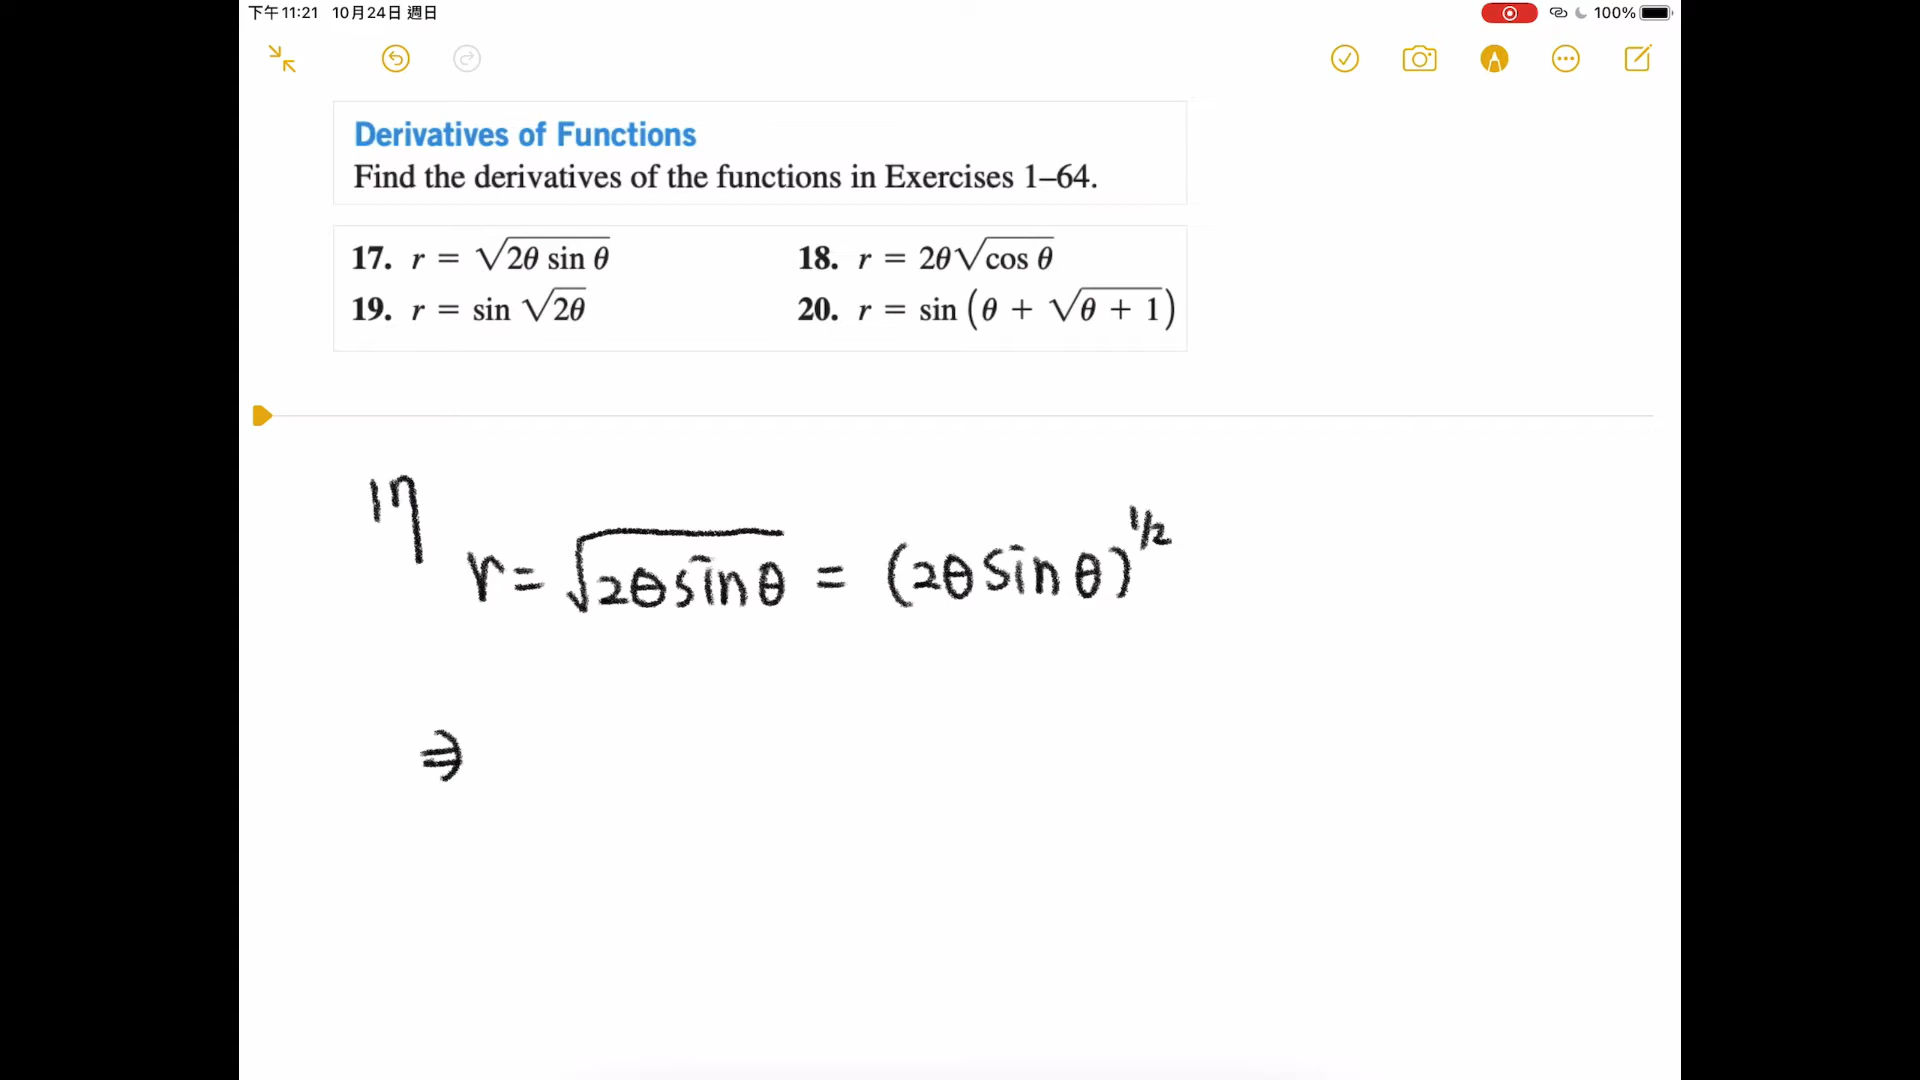 下午11:21 10月24日 週日 100%
Derivatives of Functions
Find the derivatives of the functions in Exercises 1–64.
17. r = √(2θ sin θ) 18. r = 2θ√(cos θ)
19. r = sin √(2θ) 20. r = sin (θ + √(θ + 1))
17
r = √(2θ sin θ) = (2θ sin θ)^(1/2)
⇒